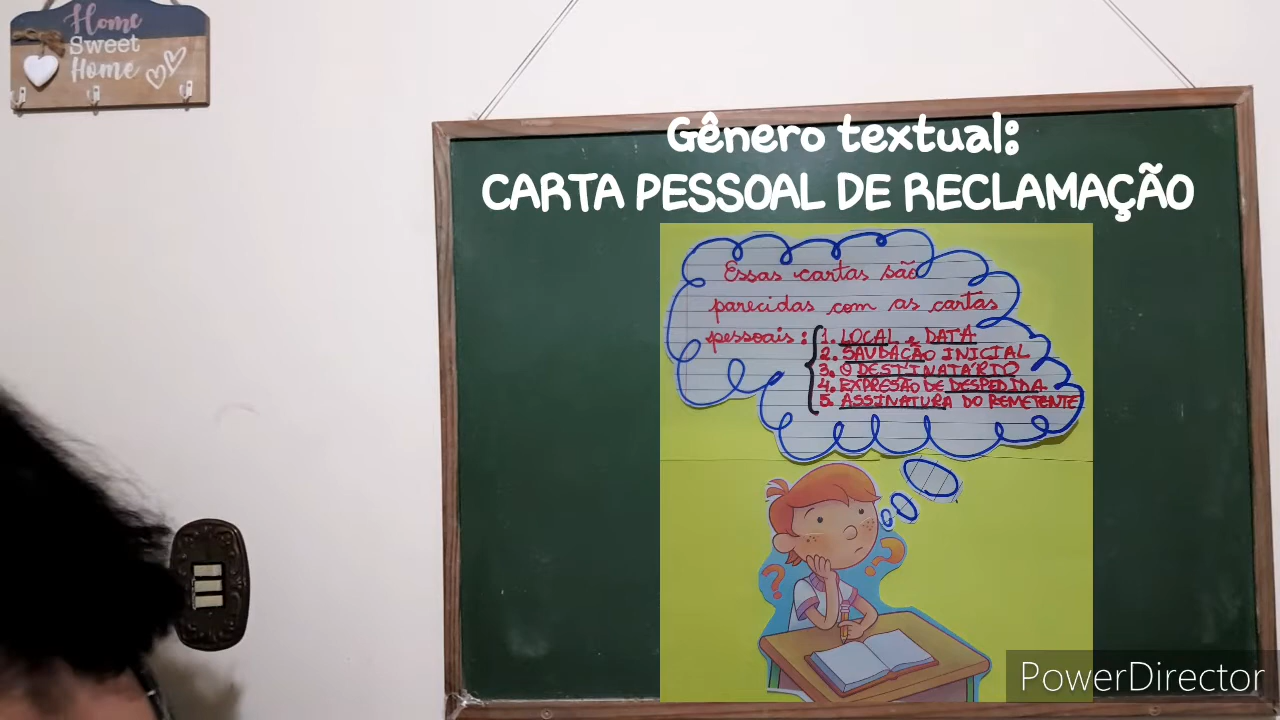 Home
Sweet
Home
Gênero textual:
CARTA PESSOAL DE RECLAMAÇÃO
Essas cartas são
parecidas com as cartas
pessoais:
1. LOCAL e DATA
2. SAUDAÇÃO INICIAL
3. O DESTINATÁRIO
4. EXPRESÃO DE DESPEDIDA
5. ASSINATURA DO REMETENTE
PowerDirector